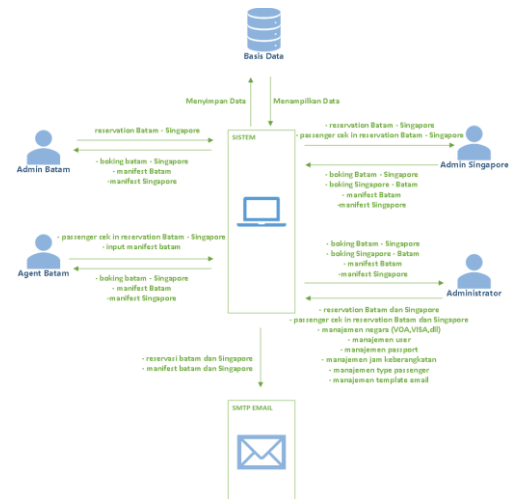 Basis Data
Menyimpan Data
Menampilkan Data
reservation Batam - Singapore
Admin Batam
- boking batam - Singapore
- manifest Batam
-manifest Singapore
SISTEM
- reservation Batam - Singapore
- passenger cek in reservation Batam - Singapore
Admin Singapore
- boking Batam - Singapore
- boking Singapore - Batam
- manifest Batam
-manifest Singapore
- passenger cek in reservation Batam - Singapore
- input manifest batam
Agent Batam
- boking batam - Singapore
- manifest Batam
-manifest Singapore
- boking Batam - Singapore
- boking Singapore - Batam
- manifest Batam
-manifest Singapore
Administrator
- reservation Batam dan Singapore
- passenger cek in reservation Batam dan Singapore
- manajemen negara (VOA,VISA,dll)
- manajemen user
- manajemen passport
- manajemen jam keberangkatan
- manajemen type passenger
- manajemen template email
- reservasi batam dan Singapore
- manifest batam dan Singapore
SMTP EMAIL